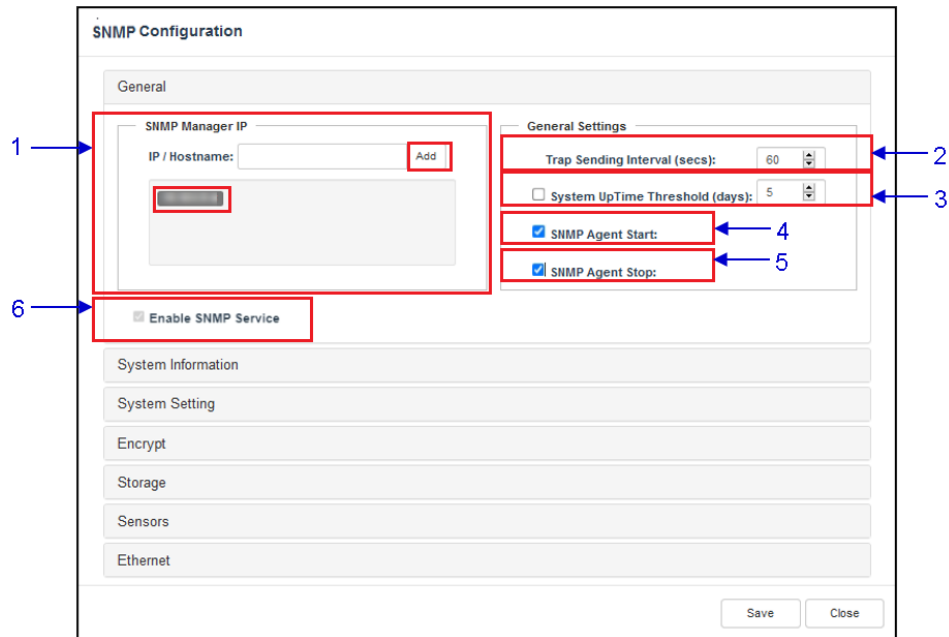 SNMP Configuration
General
SNMP Manager IP
General Settings
1
IP / Hostname:
Add
Trap Sending Interval (secs):
60
2
System UpTime Threshold (days):
5
3
SNMP Agent Start:
4
SNMP Agent Stop:
5
6
Enable SNMP Service
System Information
System Setting
Encrypt
Storage
Sensors
Ethernet
Save
Close